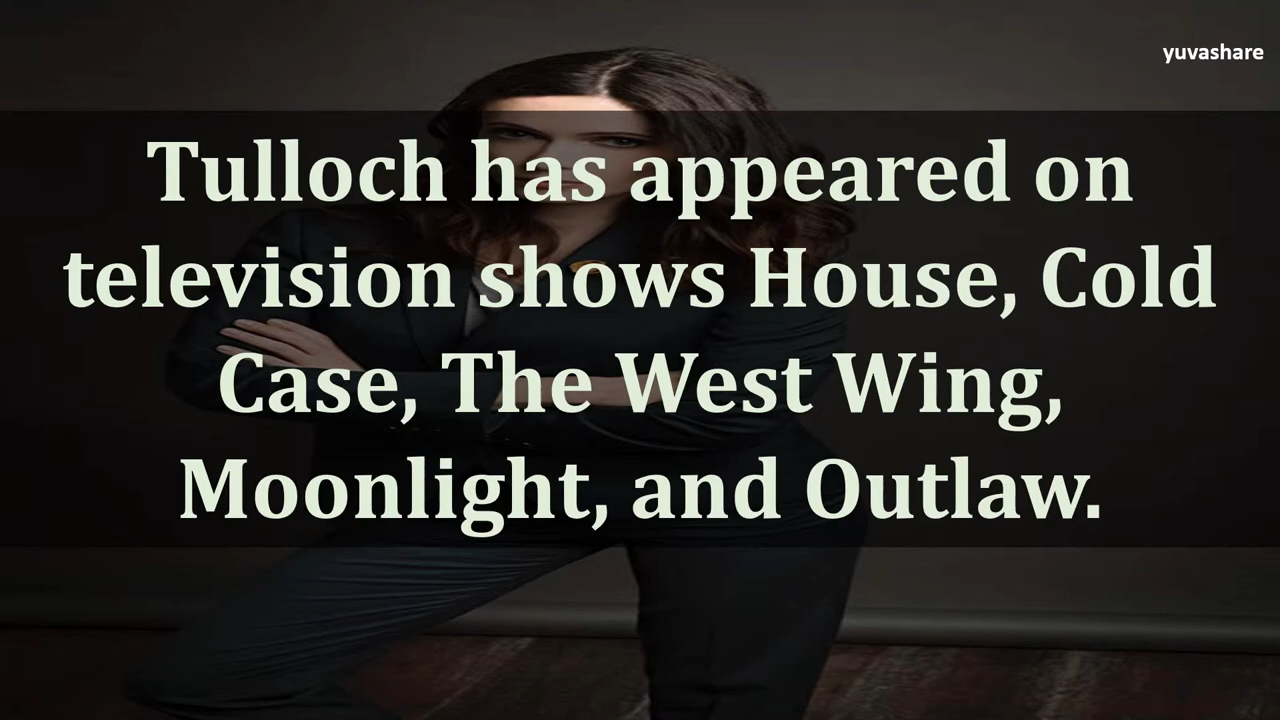 yuvashare
Tulloch has appeared on
television shows House, Cold
Case, The West Wing,
Moonlight, and Outlaw.